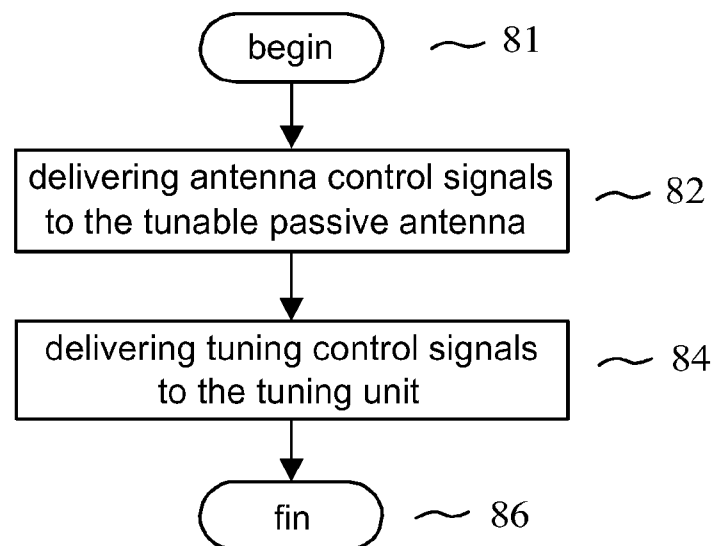 begin
81
delivering antenna control signals
to the tunable passive antenna
82
delivering tuning control signals
to the tuning unit
84
fin
86